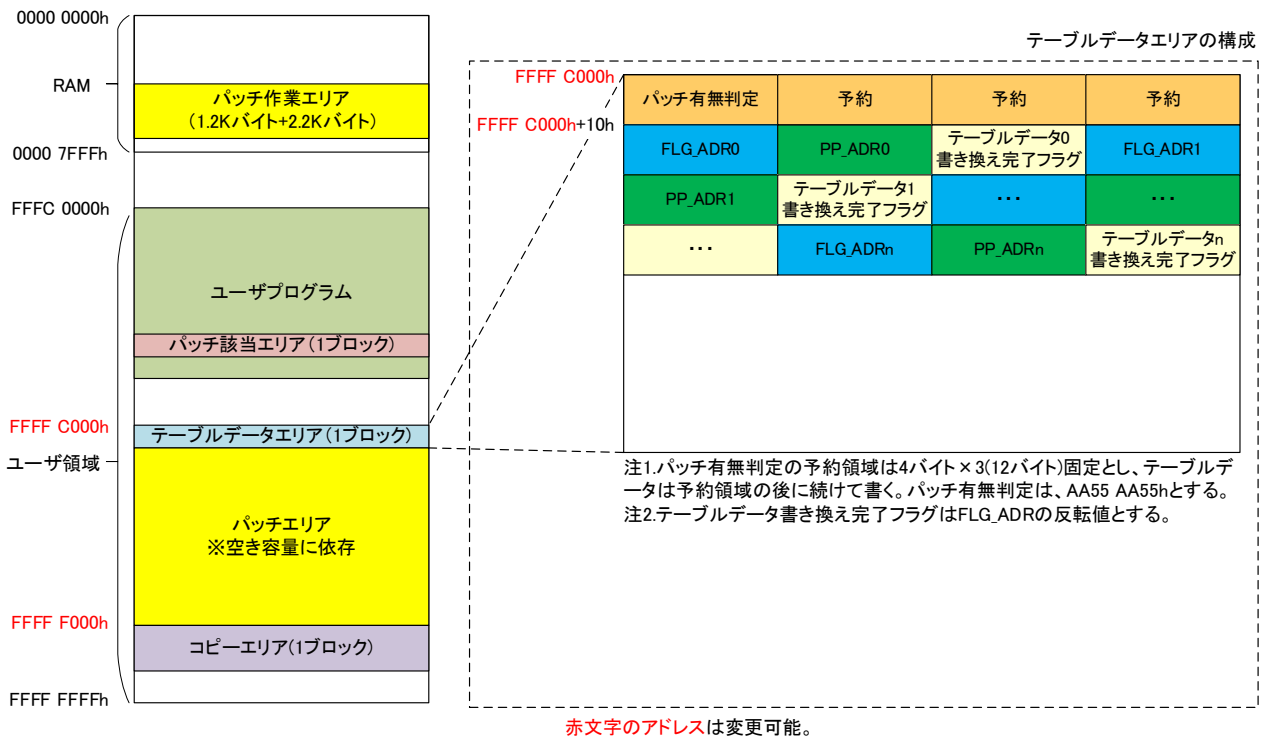 0000 0000h
RAM
パッチ作業エリア
(1.2Kバイト+2.2Kバイト)
0000 7FFFh
FFFC 0000h
ユーザプログラム
パッチ該当エリア(1ブロック)
FFFF C000h
テーブルデータエリア(1ブロック)
ユーザ領域
パッチエリア
※空き容量に依存
FFFF F000h
コピーエリア(1ブロック)
FFFF FFFFh
テーブルデータエリアの構成
FFFF C000h
パッチ有無判定
予約
予約
予約
FFFF C000h+10h
FLG_ADR0
PP_ADR0
テーブルデータ0
書き換え完了フラグ
FLG_ADR1
PP_ADR1
テーブルデータ1
書き換え完了フラグ
・・・
・・・
・・・
FLG_ADRn
PP_ADRn
テーブルデータn
書き換え完了フラグ
注1.パッチ有無判定の予約領域は4バイト×3(12バイト)固定とし、テーブルデ
ータは予約領域の後に続けて書く。パッチ有無判定は、AA55 AA55hとする。
注2.テーブルデータ書き換え完了フラグはFLG_ADRの反転値とする。
赤文字のアドレスは変更可能。